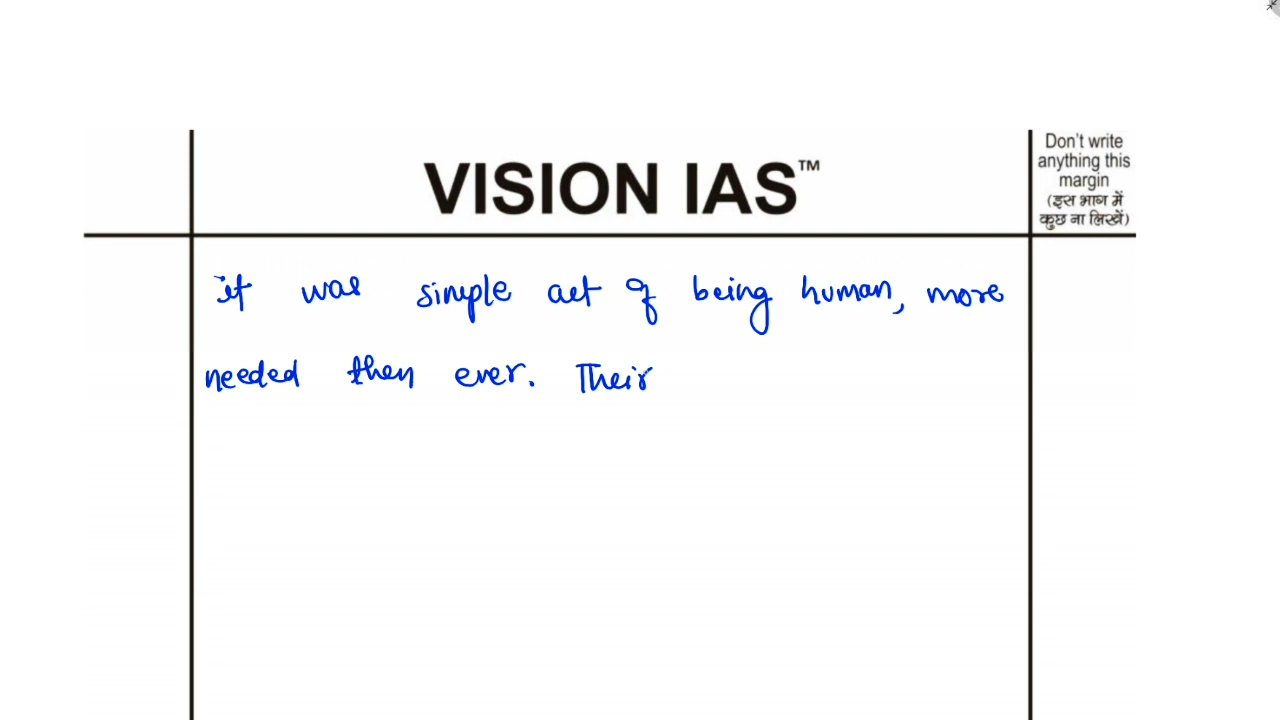 VISION IAS™
Don't write
anything this
margin
(इस भाग में
कुछ ना लिखें)
it was simple act of being human, more
needed then ever. Their